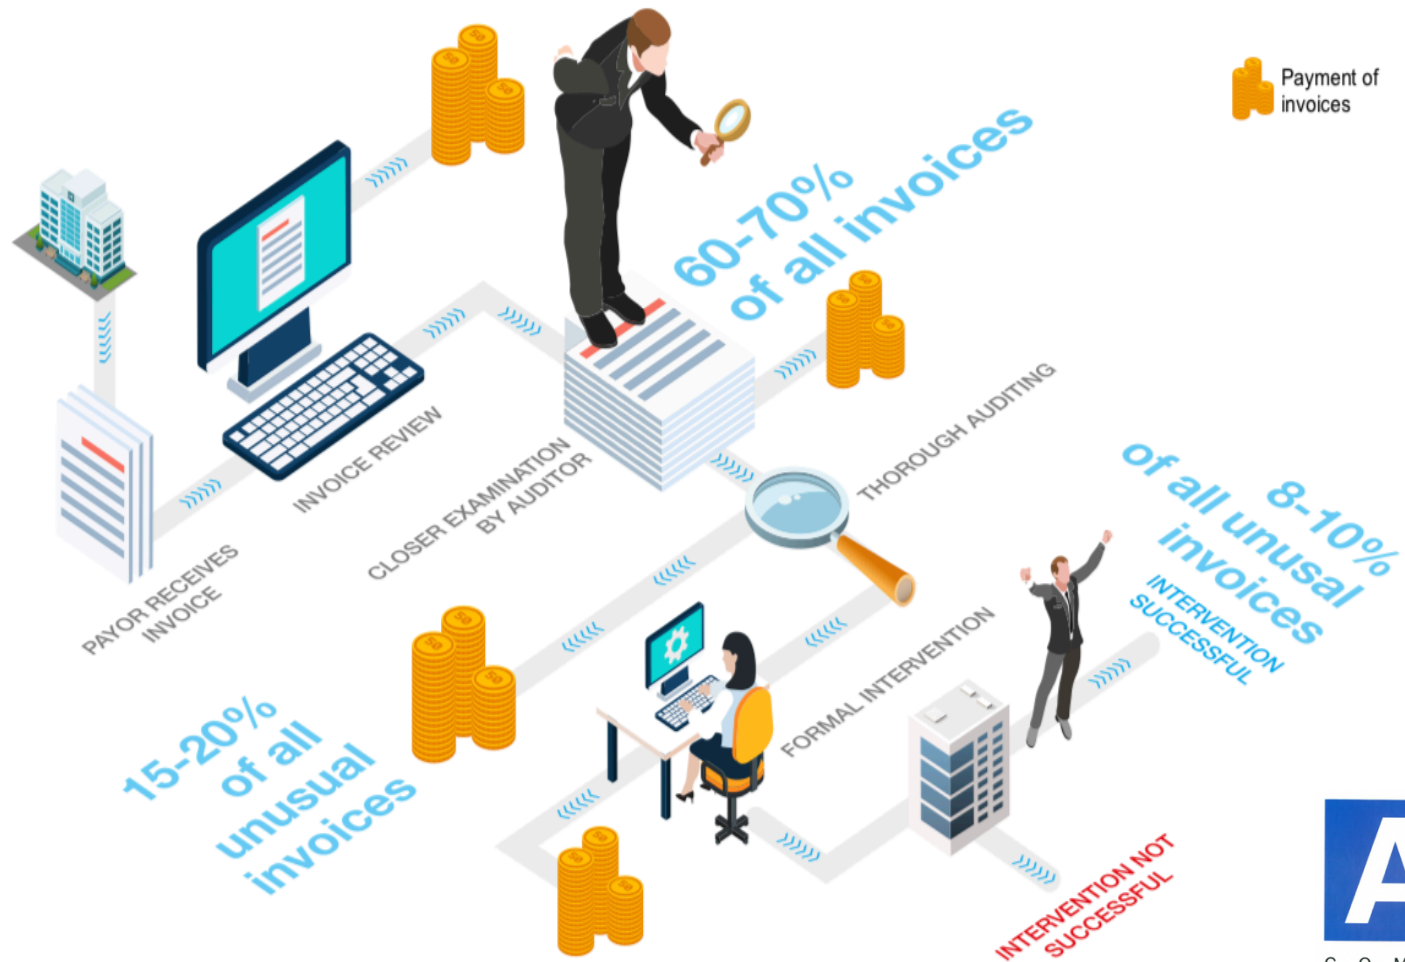 Payment of
invoices
60-70%
of all invoices
INVOICE REVIEW
CLOSER EXAMINATION
BY AUDITOR
THOROUGH AUDITING
PAYOR RECEIVES
INVOICE
8-10%
of all unusal
invoices
INTERVENTION
SUCCESSFUL
FORMAL INTERVENTION
15-20%
of all
unusual
invoices
INTERVENTION NOT
SUCCESSFUL
A